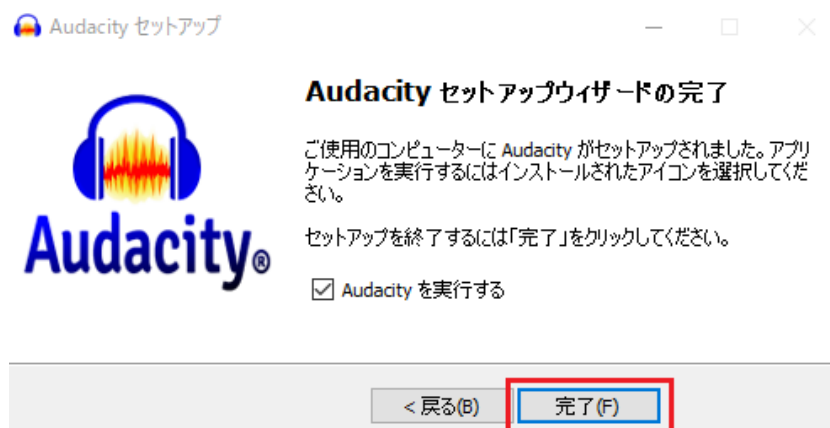 Audacity セットアップ
Audacity セットアップウィザードの完了
ご使用のコンピューターに Audacity がセットアップされました。アプリ
ケーションを実行するにはインストールされたアイコンを選択してくだ
さい。
Audacity®
セットアップを終了するには「完了」をクリックしてください。
Audacity を実行する
< 戻る(B)
完了(F)